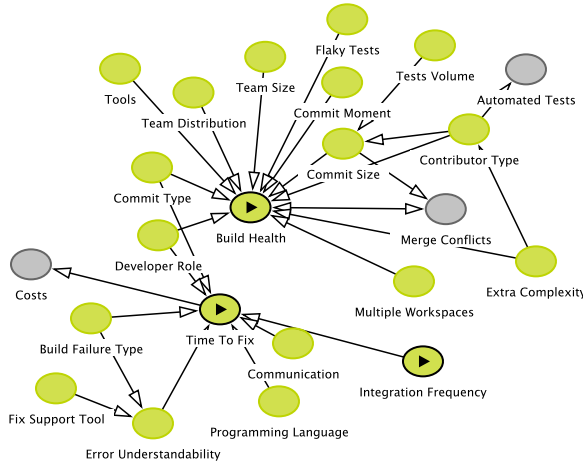 Flaky Tests
Tests Volume
Tools
Team Size
Automated Tests
Commit Moment
Team Distribution
Contributor Type
Commit Size
Commit Type
Build Health
Merge Conflicts
Developer Role
Costs
Extra Complexity
Multiple Workspaces
Time To Fix
Build Failure Type
Communication
Integration Frequency
Fix Support Tool
Programming Language
Error Understandability